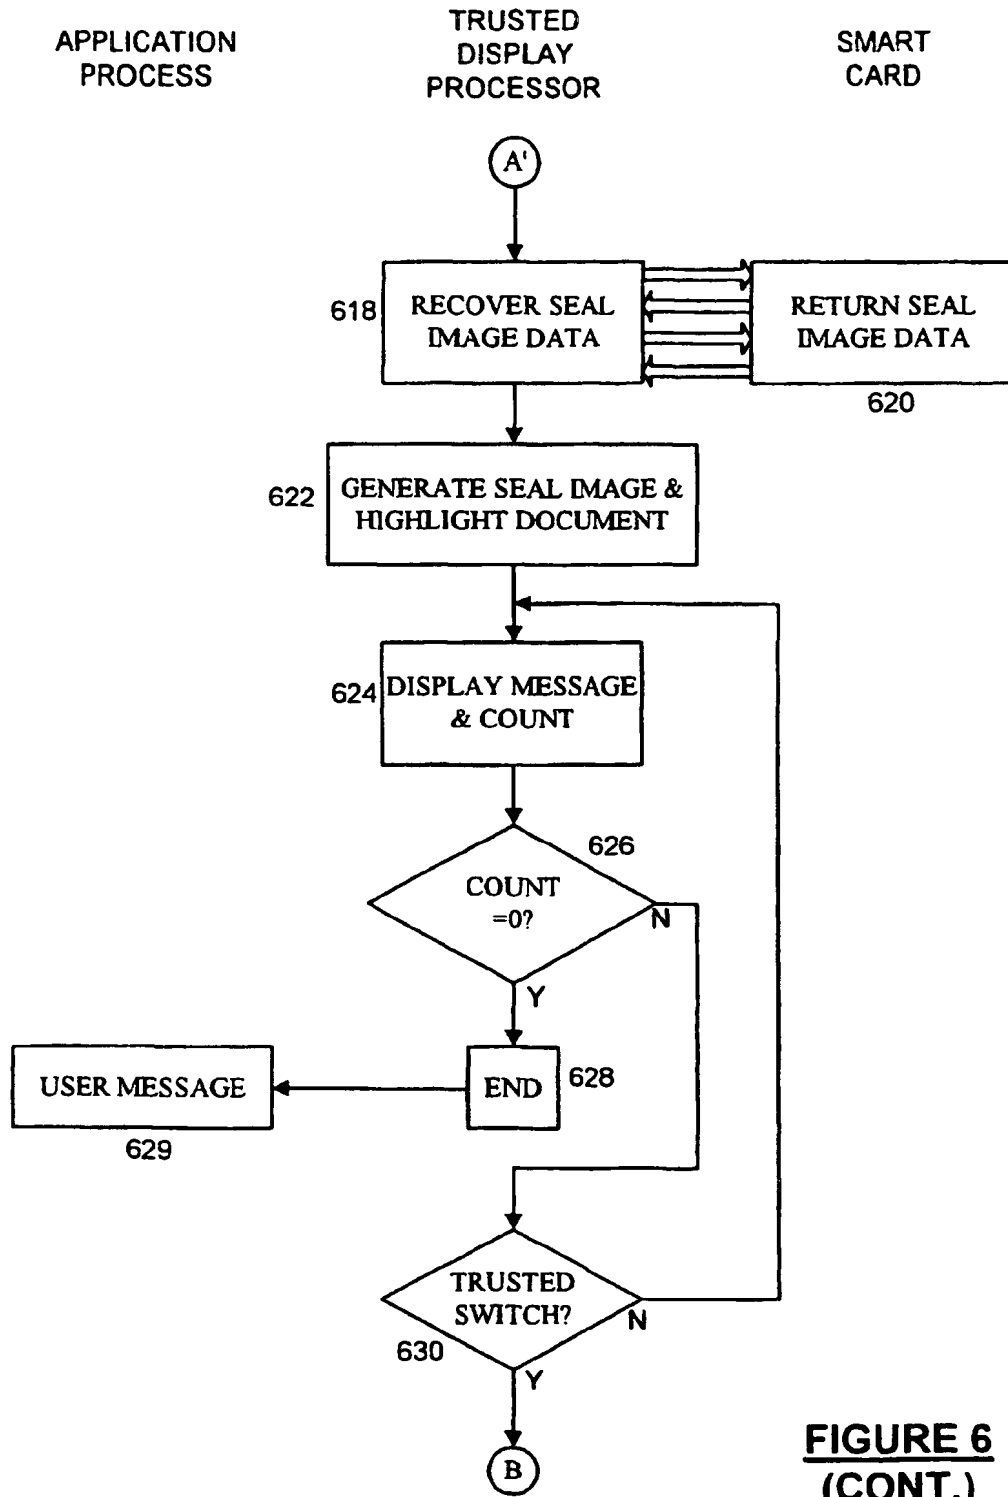 APPLICATION
PROCESS
TRUSTED
DISPLAY
PROCESSOR
SMART
CARD
A'
618
RECOVER SEAL
IMAGE DATA
RETURN SEAL
IMAGE DATA
620
622
GENERATE SEAL IMAGE &
HIGHLIGHT DOCUMENT
624
DISPLAY MESSAGE
& COUNT
626
COUNT
=0?
N
Y
USER MESSAGE
629
END
628
TRUSTED
SWITCH?
N
630
Y
B
FIGURE 6
(CONT.)